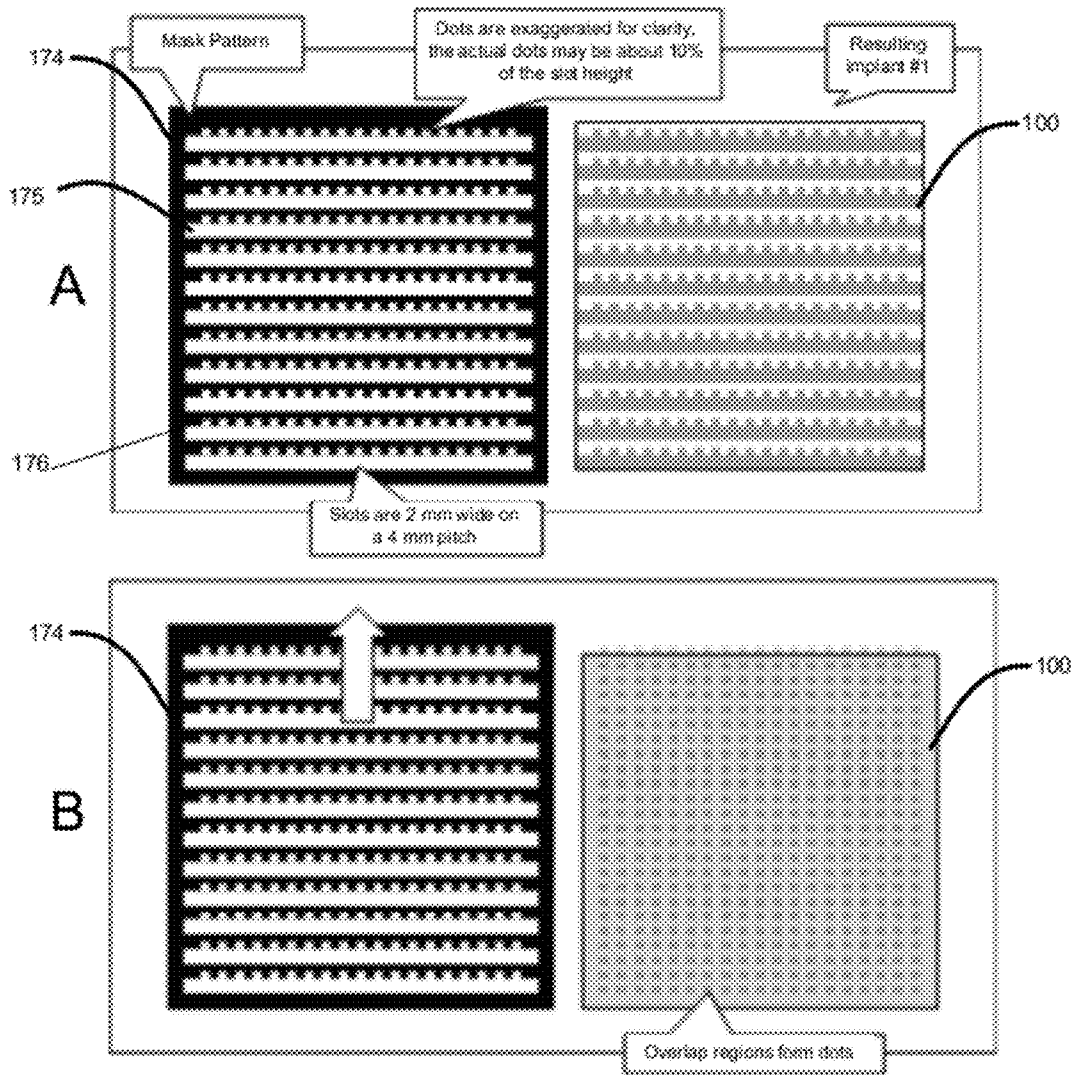 Mask Pattern
Dots are exaggerated for clarity,
the actual dots may be about 10%
of the slot height
Resulting
implant #1
174
100
175
A
176
Slots are 2 mm wide on
a 4 mm pitch
174
100
B
Overlap regions form dots